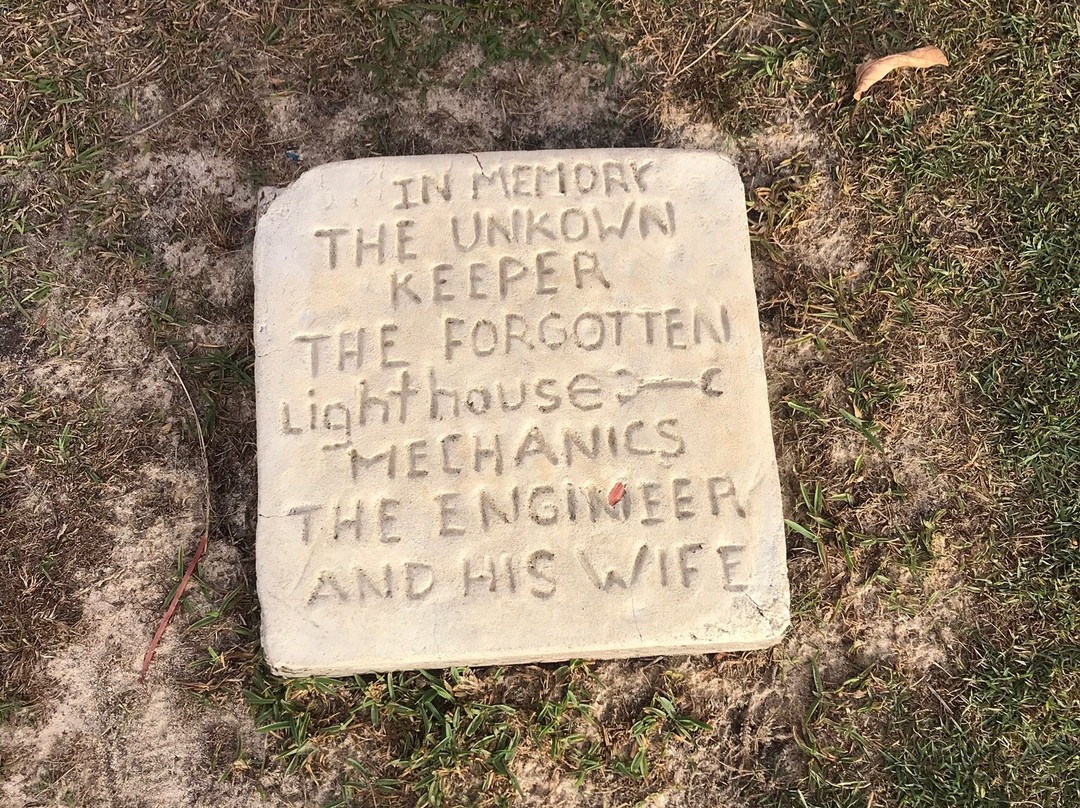 IN MEMORY
THE UNKOWN
KEEPER
THE FORGOTTEN
Lighthouse
MECHANICS
THE ENGINEER
AND HIS WIFE